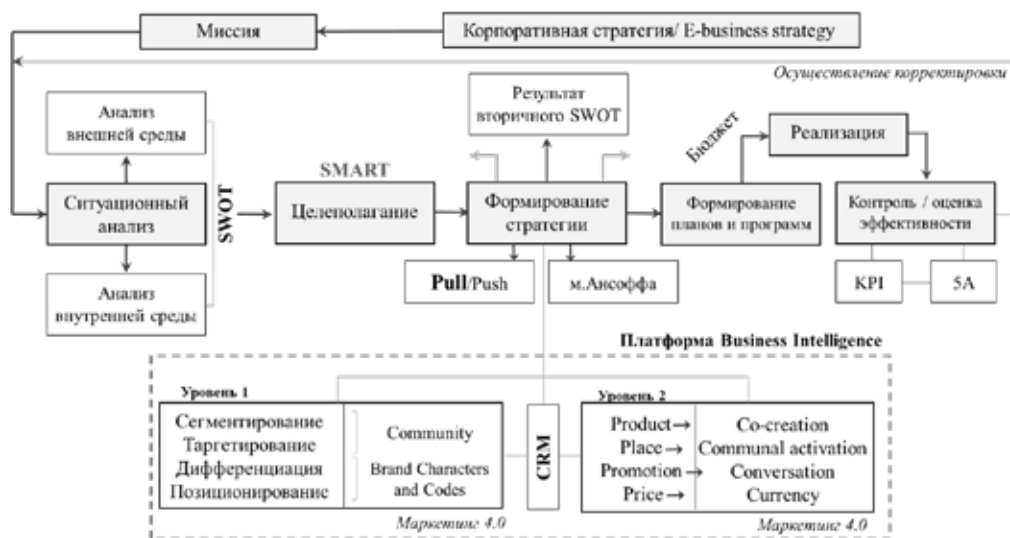 Миссия
Корпоративная стратегия/ E-business strategy
Осуществление корректировки
Анализ
внешней среды
Результат
вторичного SWOT
Бюджет
Реализация
SWOT
SMART
Ситуационный
анализ
Целеполагание
Формирование
стратегии
Формирование
планов и программ
Контроль / оценка
эффективности
Анализ
внутренней среды
Pull/Push
м.Ансоффа
KPI
5A
Платформа Business Intelligence
Уровень 1
Сегментирование
Таргетирование
Дифференциация
Позиционирование
Community
Brand Characters
and Codes
Маркетинг 4.0
CRM
Уровень 2
Product→ Co-creation
Place→ Communal activation
Promotion→ Conversation
Price→ Currency
Маркетинг 4.0